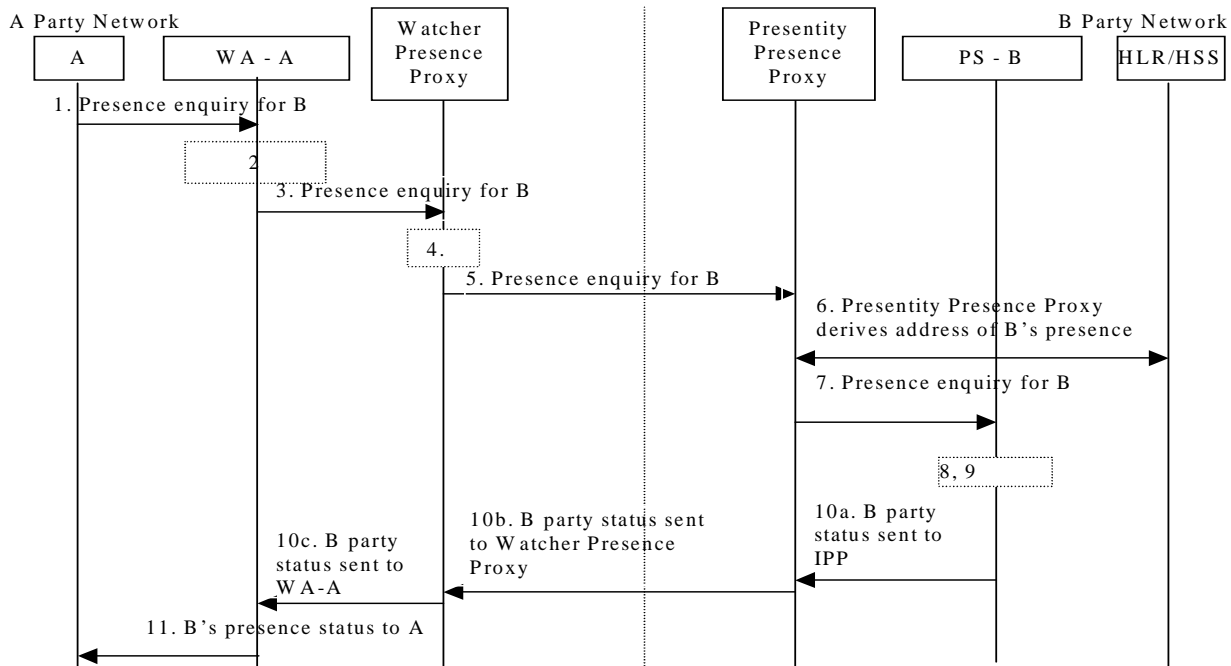 A Party Network
B Party Network
A
WA - A
Watcher
Presence
Proxy
Presentity
Presence
Proxy
PS - B
HLR/HSS
1. Presence enquiry for B
2
3. Presence enquiry for B
4.
5. Presence enquiry for B
6. Presentity Presence Proxy
derives address of B’s presence
7. Presence enquiry for B
8, 9
10a. B party
status sent to
IPP
10b. B party status sent
to Watcher Presence
Proxy
10c. B party
status sent to
WA-A
11. B’s presence status to A